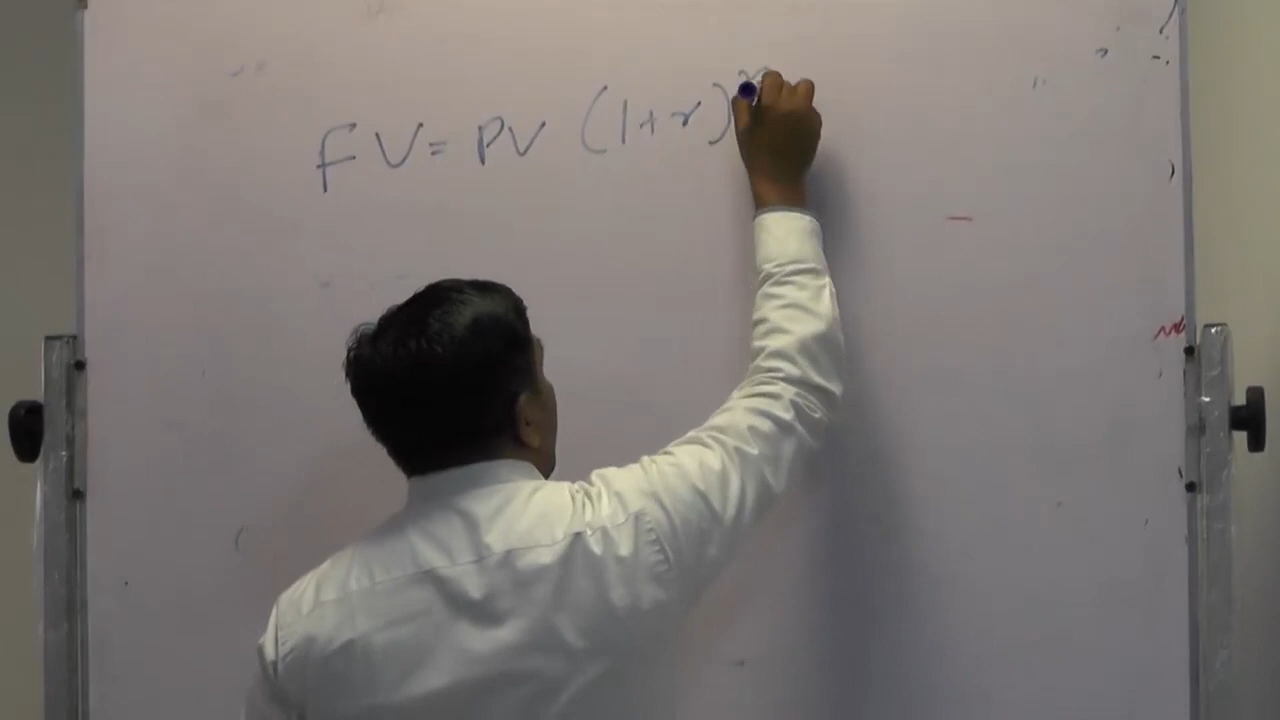 FV = PV (1+r)